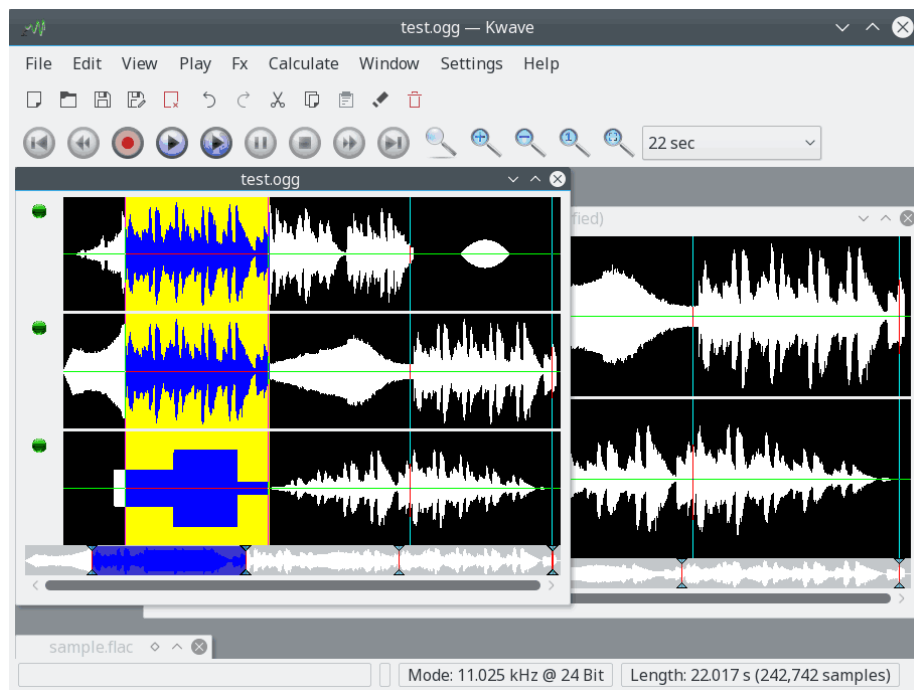 test.ogg — Kwave
File Edit View Play Fx Calculate Window Settings Help
1
22 sec
test.ogg
fied)
sample.flac
Mode: 11.025 kHz @ 24 Bit
Length: 22.017 s (242,742 samples)